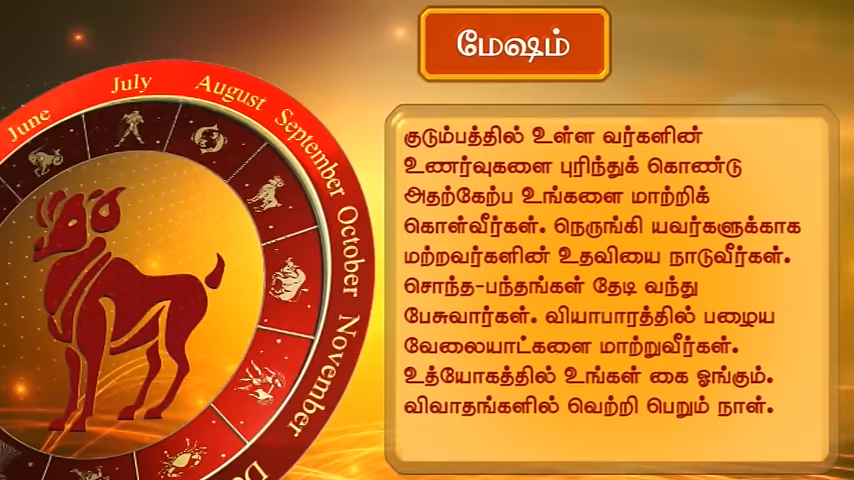 மேஷம்
June
July
August
September
October
November
குடும்பத்தில் உள்ள வர்களின்
உணர்வுகளை புரிந்துக் கொண்டு
அதற்கேற்ப உங்களை மாற்றிக்
கொள்வீர்கள். நெருங்கி யவர்களுக்காக
மற்றவர்களின் உதவியை நாடுவீர்கள்.
சொந்த-பந்தங்கள் தேடி வந்து
பேசுவார்கள். வியாபாரத்தில் பழைய
வேலையாட்களை மாற்றுவீர்கள்.
உத்யோகத்தில் உங்கள் கை ஓங்கும்.
விவாதங்களில் வெற்றி பெறும் நாள்.